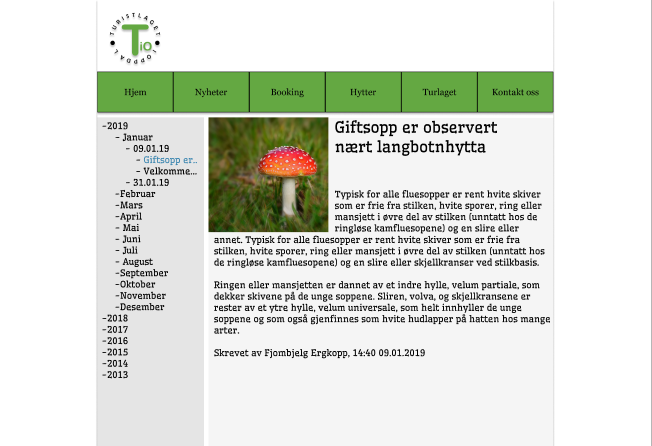 TURISTLAGET
Tio
LOPPDAL
Hjem
Nyheter
Booking
Hytter
Turlaget
Kontakt oss
-2019
- Januar
- 09.01.19
- Giftsopp er..
- Velkomme...
- 31.01.19
-Februar
-Mars
-April
- Mai
- Juni
- Juli
- August
-September
-Oktober
-November
-Desember
-2018
-2017
-2016
-2015
-2014
-2013
Giftsopp er observert
nært langbotnhytta
Typisk for alle fluesopper er rent hvite skiver
som er frie fra stilken, hvite sporer, ring eller
mansjett i øvre del av stilken (unntatt hos de
ringløse kamfluesopene) og en slire eller
annet. Typisk for alle fluesopper er rent hvite skiver som er frie fra
stilken, hvite sporer, ring eller mansjett i øvre del av stilken (unntatt hos
de ringløse kamfluesopene) og en slire eller skjellkranser ved stilkbasis.
Ringen eller mansjetten er dannet av et indre hylle, velum partiale, som
dekker skivene på de unge soppene. Sliren, volva, og skjellkransene er
rester av et ytre hylle, velum universale, som helt innhyller de unge
soppene og som også gjenfinnes som hvite hudlapper på hatten hos mange
arter.
Skrevet av Fjombjelg Ergkopp, 14:40 09.01.2019